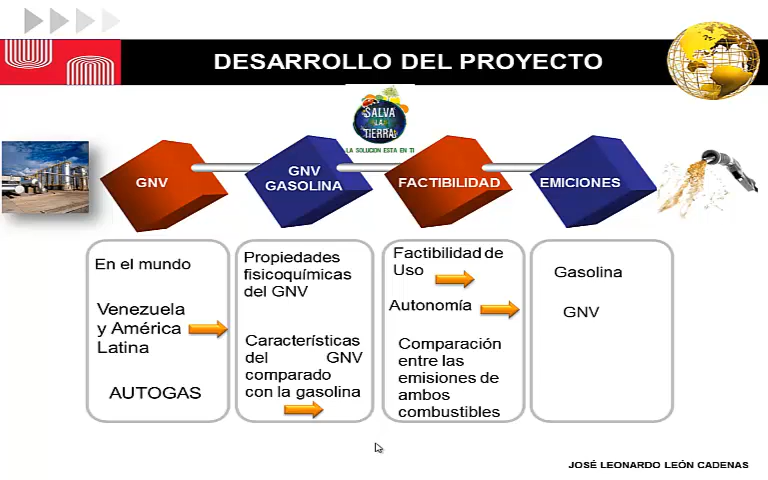 DESARROLLO DEL PROYECTO
SALVA
LA
TIERRA!
LA SOLUCION ESTA EN TI
GNV
GNV
GASOLINA
FACTIBILIDAD
EMICIONES
En el mundo
Venezuela
y América
Latina
AUTOGAS
Propiedades
fisicoquímicas
del GNV
Características
del GNV
comparado
con la gasolina
Factibilidad de
Uso
Autonomía
Comparación
entre las
emisiones de
ambos
combustibles
Gasolina
GNV
JOSÉ LEONARDO LEÓN CADENAS